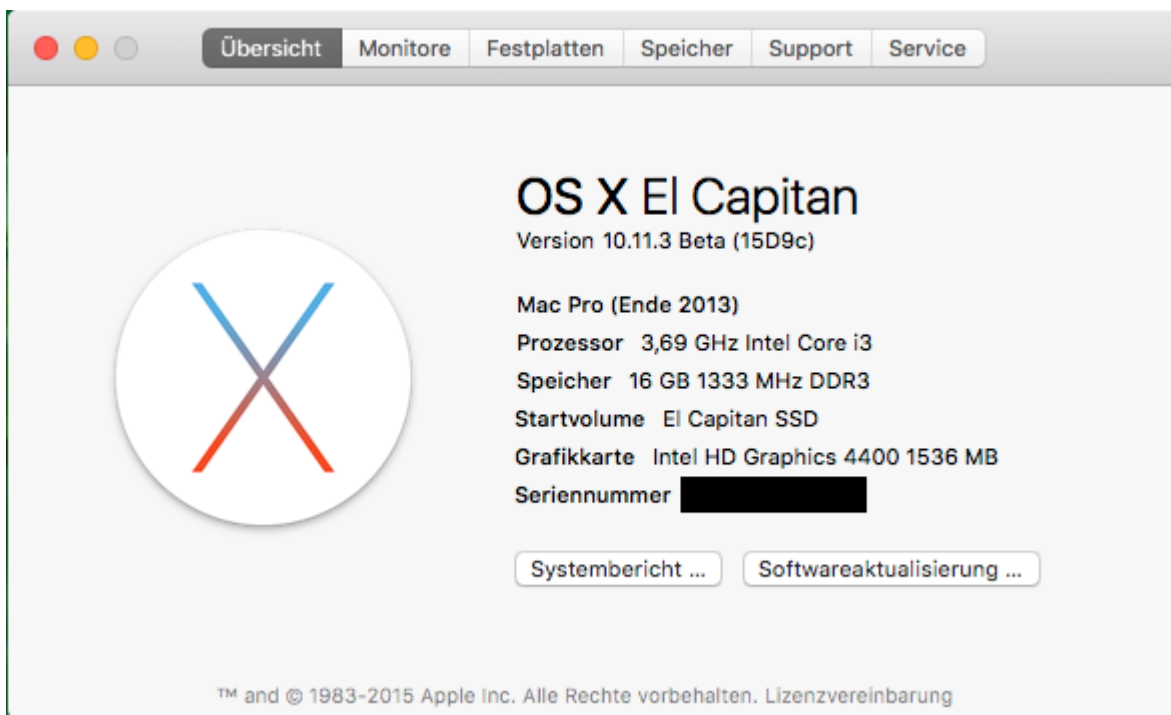 Übersicht Monitore Festplatten Speicher Support Service
OS X El Capitan
Version 10.11.3 Beta (15D9c)
Mac Pro (Ende 2013)
Prozessor 3,69 GHz Intel Core i3
Speicher 16 GB 1333 MHz DDR3
Startvolume El Capitan SSD
Grafikkarte Intel HD Graphics 4400 1536 MB
Seriennummer
Systembericht ... Softwareaktualisierung ...
™ and © 1983-2015 Apple Inc. Alle Rechte vorbehalten. Lizenzvereinbarung